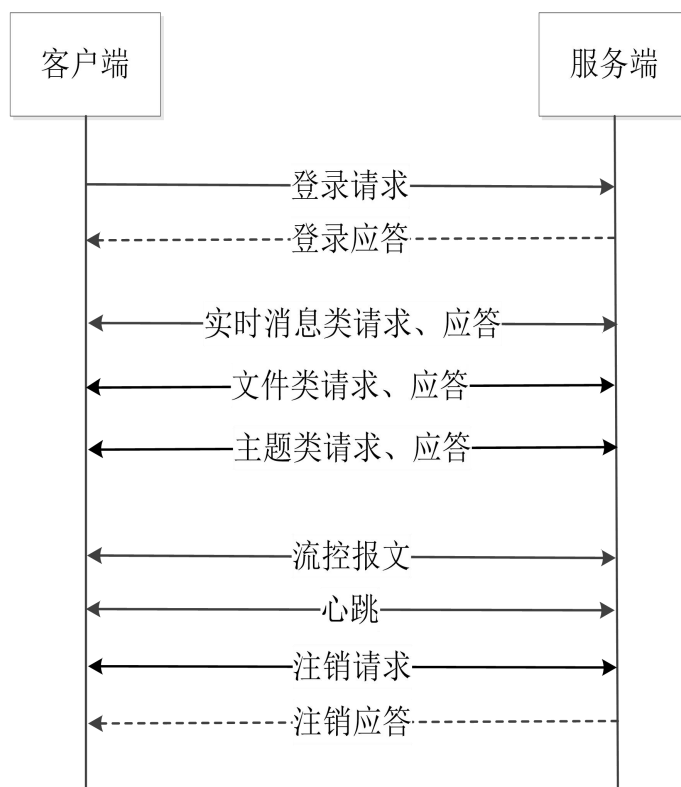 客户端
服务端
登录请求
登录应答
实时消息类请求、应答
文件类请求、应答
主题类请求、应答
流控报文
心跳
注销请求
注销应答